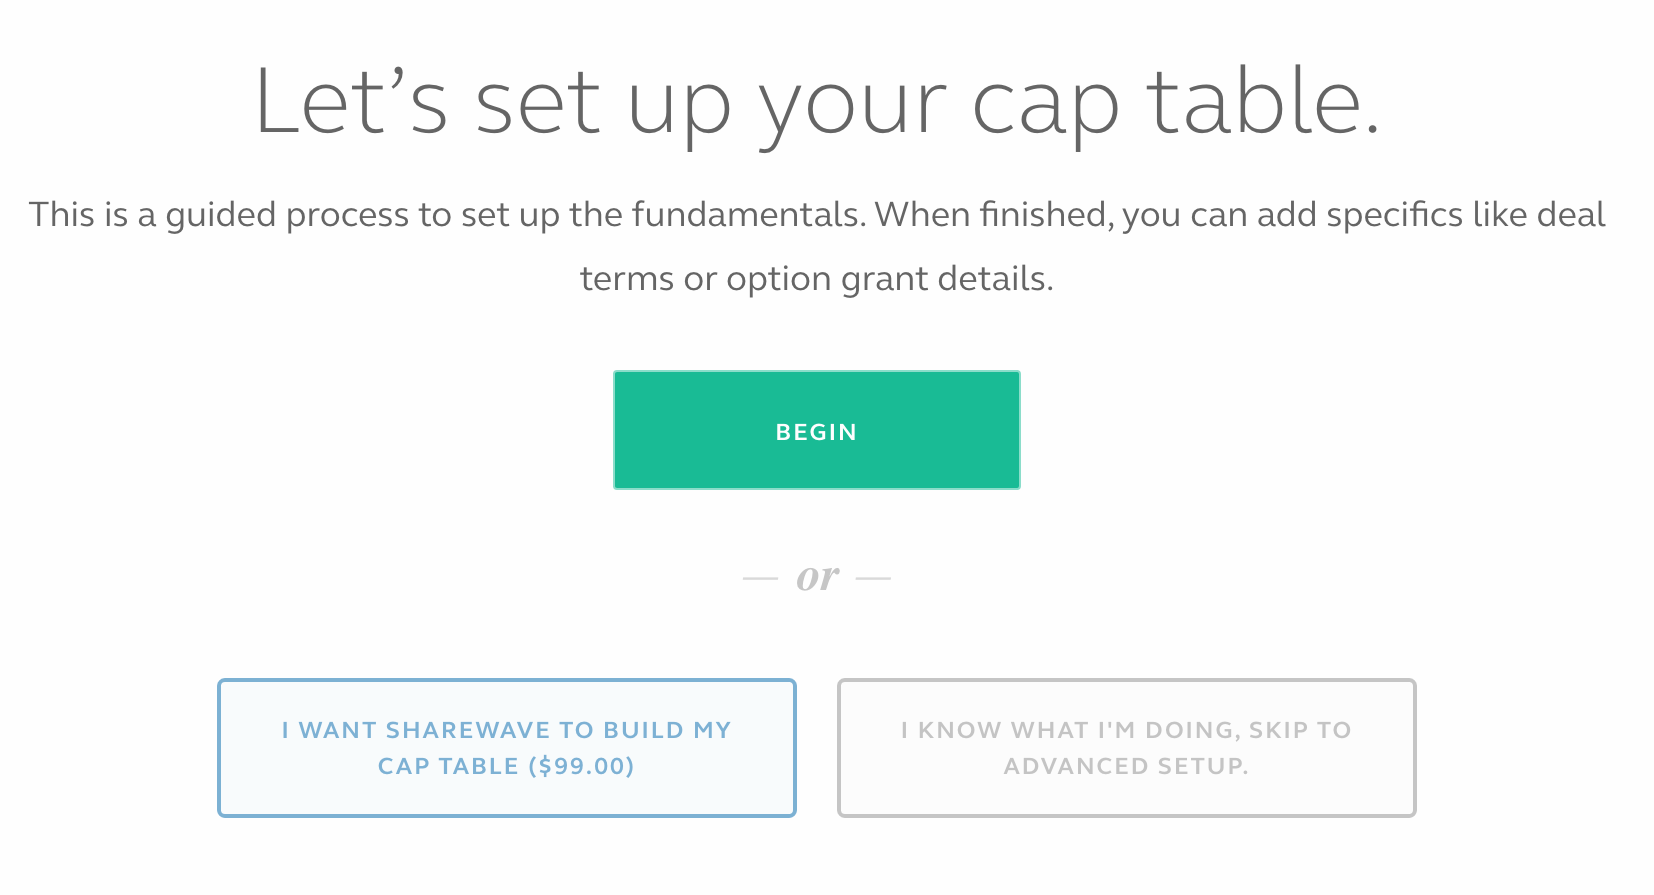 Let’s set up your cap table.
This is a guided process to set up the fundamentals. When finished, you can add specifics like deal
terms or option grant details.
BEGIN
— or —
I WANT SHAREWAVE TO BUILD MY
CAP TABLE ($99.00)
I KNOW WHAT I'M DOING, SKIP TO
ADVANCED SETUP.